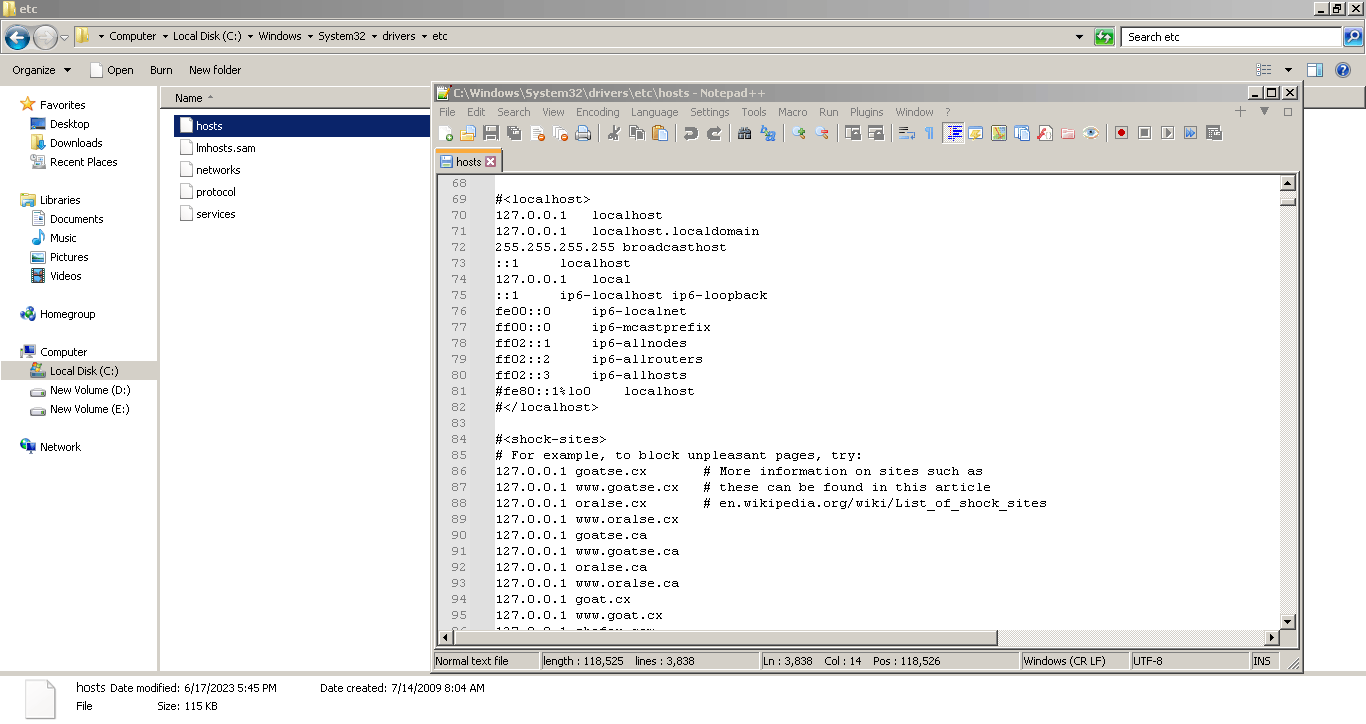 etc
Computer Local Disk (C:) Windows System32 drivers etc
Search etc
Organize Open Burn New folder
Favorites
Desktop
Downloads
Recent Places
Libraries
Documents
Music
Pictures
Videos
Homegroup
Computer
Local Disk (C:)
New Volume (D:)
New Volume (E:)
Network
Name
hosts
lmhosts.sam
networks
protocol
services
C:\Windows\System32\drivers\etc\hosts - Notepad++
File Edit Search View Encoding Language Settings Tools Macro Run Plugins Window ?
hosts
68
69 #<localhost>
70 127.0.0.1 localhost
71 127.0.0.1 localhost.localdomain
72 255.255.255.255 broadcasthost
73 ::1 localhost
74 127.0.0.1 local
75 ::1 ip6-localhost ip6-loopback
76 fe00::0 ip6-localnet
77 ff00::0 ip6-mcastprefix
78 ff02::1 ip6-allnodes
79 ff02::2 ip6-allrouters
80 ff02::3 ip6-allhosts
81 #fe80::1%lo0 localhost
82 #</localhost>
83
84 #<shock-sites>
85 # For example, to block unpleasant pages, try:
86 127.0.0.1 goatse.cx # More information on sites such as
87 127.0.0.1 www.goatse.cx # these can be found in this article
88 127.0.0.1 oralse.cx # en.wikipedia.org/wiki/List_of_shock_sites
89 127.0.0.1 www.oralse.cx
90 127.0.0.1 goatse.ca
91 127.0.0.1 www.goatse.ca
92 127.0.0.1 oralse.ca
93 127.0.0.1 www.oralse.ca
94 127.0.0.1 goat.cx
95 127.0.0.1 www.goat.cx
Normal text file length : 118,525 lines : 3,838 Ln : 3,838 Col : 14 Pos : 118,526 Windows (CR LF) UTF-8 INS
hosts Date modified: 6/17/2023 5:45 PM Date created: 7/14/2009 8:04 AM
File Size: 115 KB